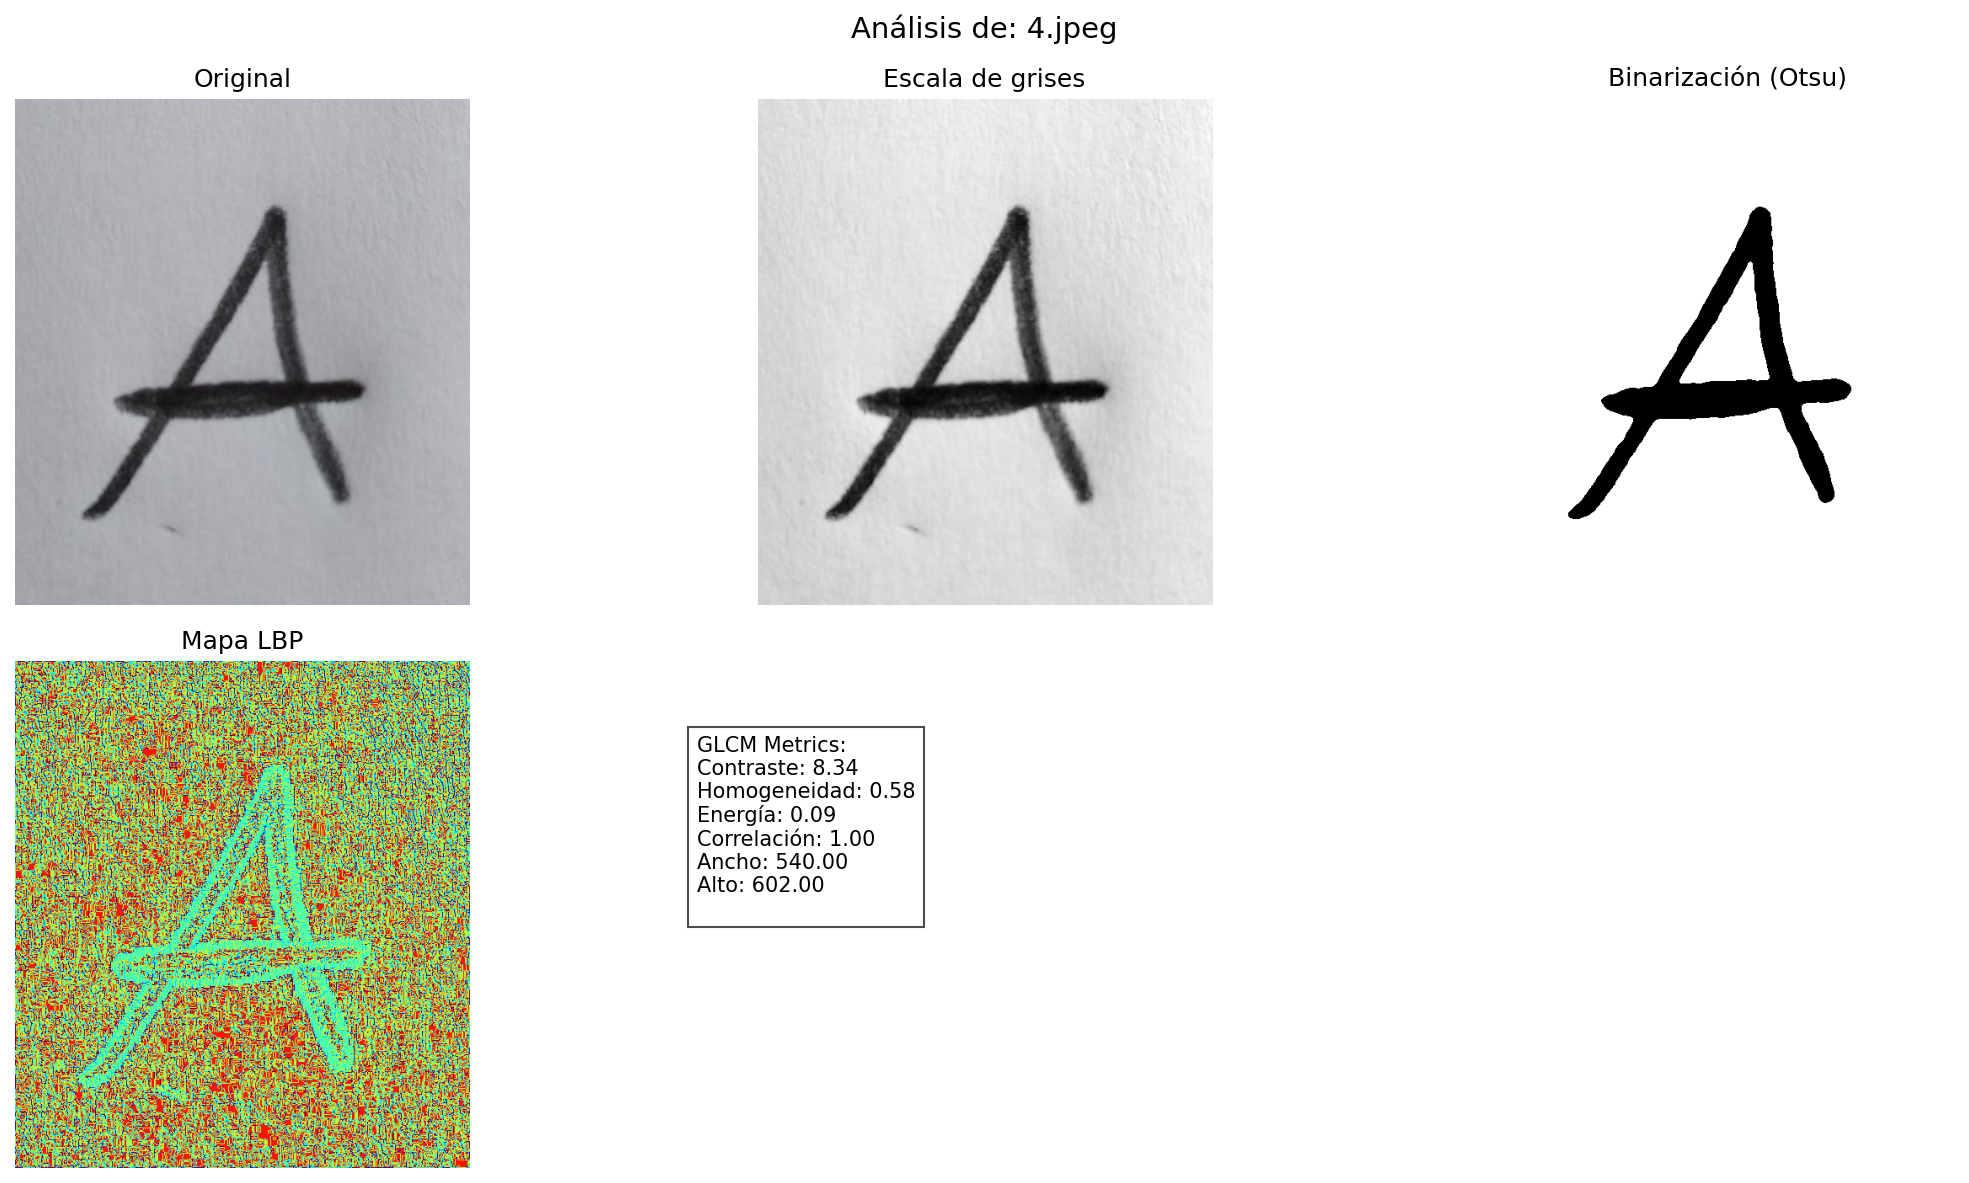 Análisis de: 4.jpeg
Original
Escala de grises
Binarización (Otsu)
A
A
A
Mapa LBP
A
GLCM Metrics:
Contraste: 8.34
Homogeneidad: 0.58
Energía: 0.09
Correlación: 1.00
Ancho: 540.00
Alto: 602.00